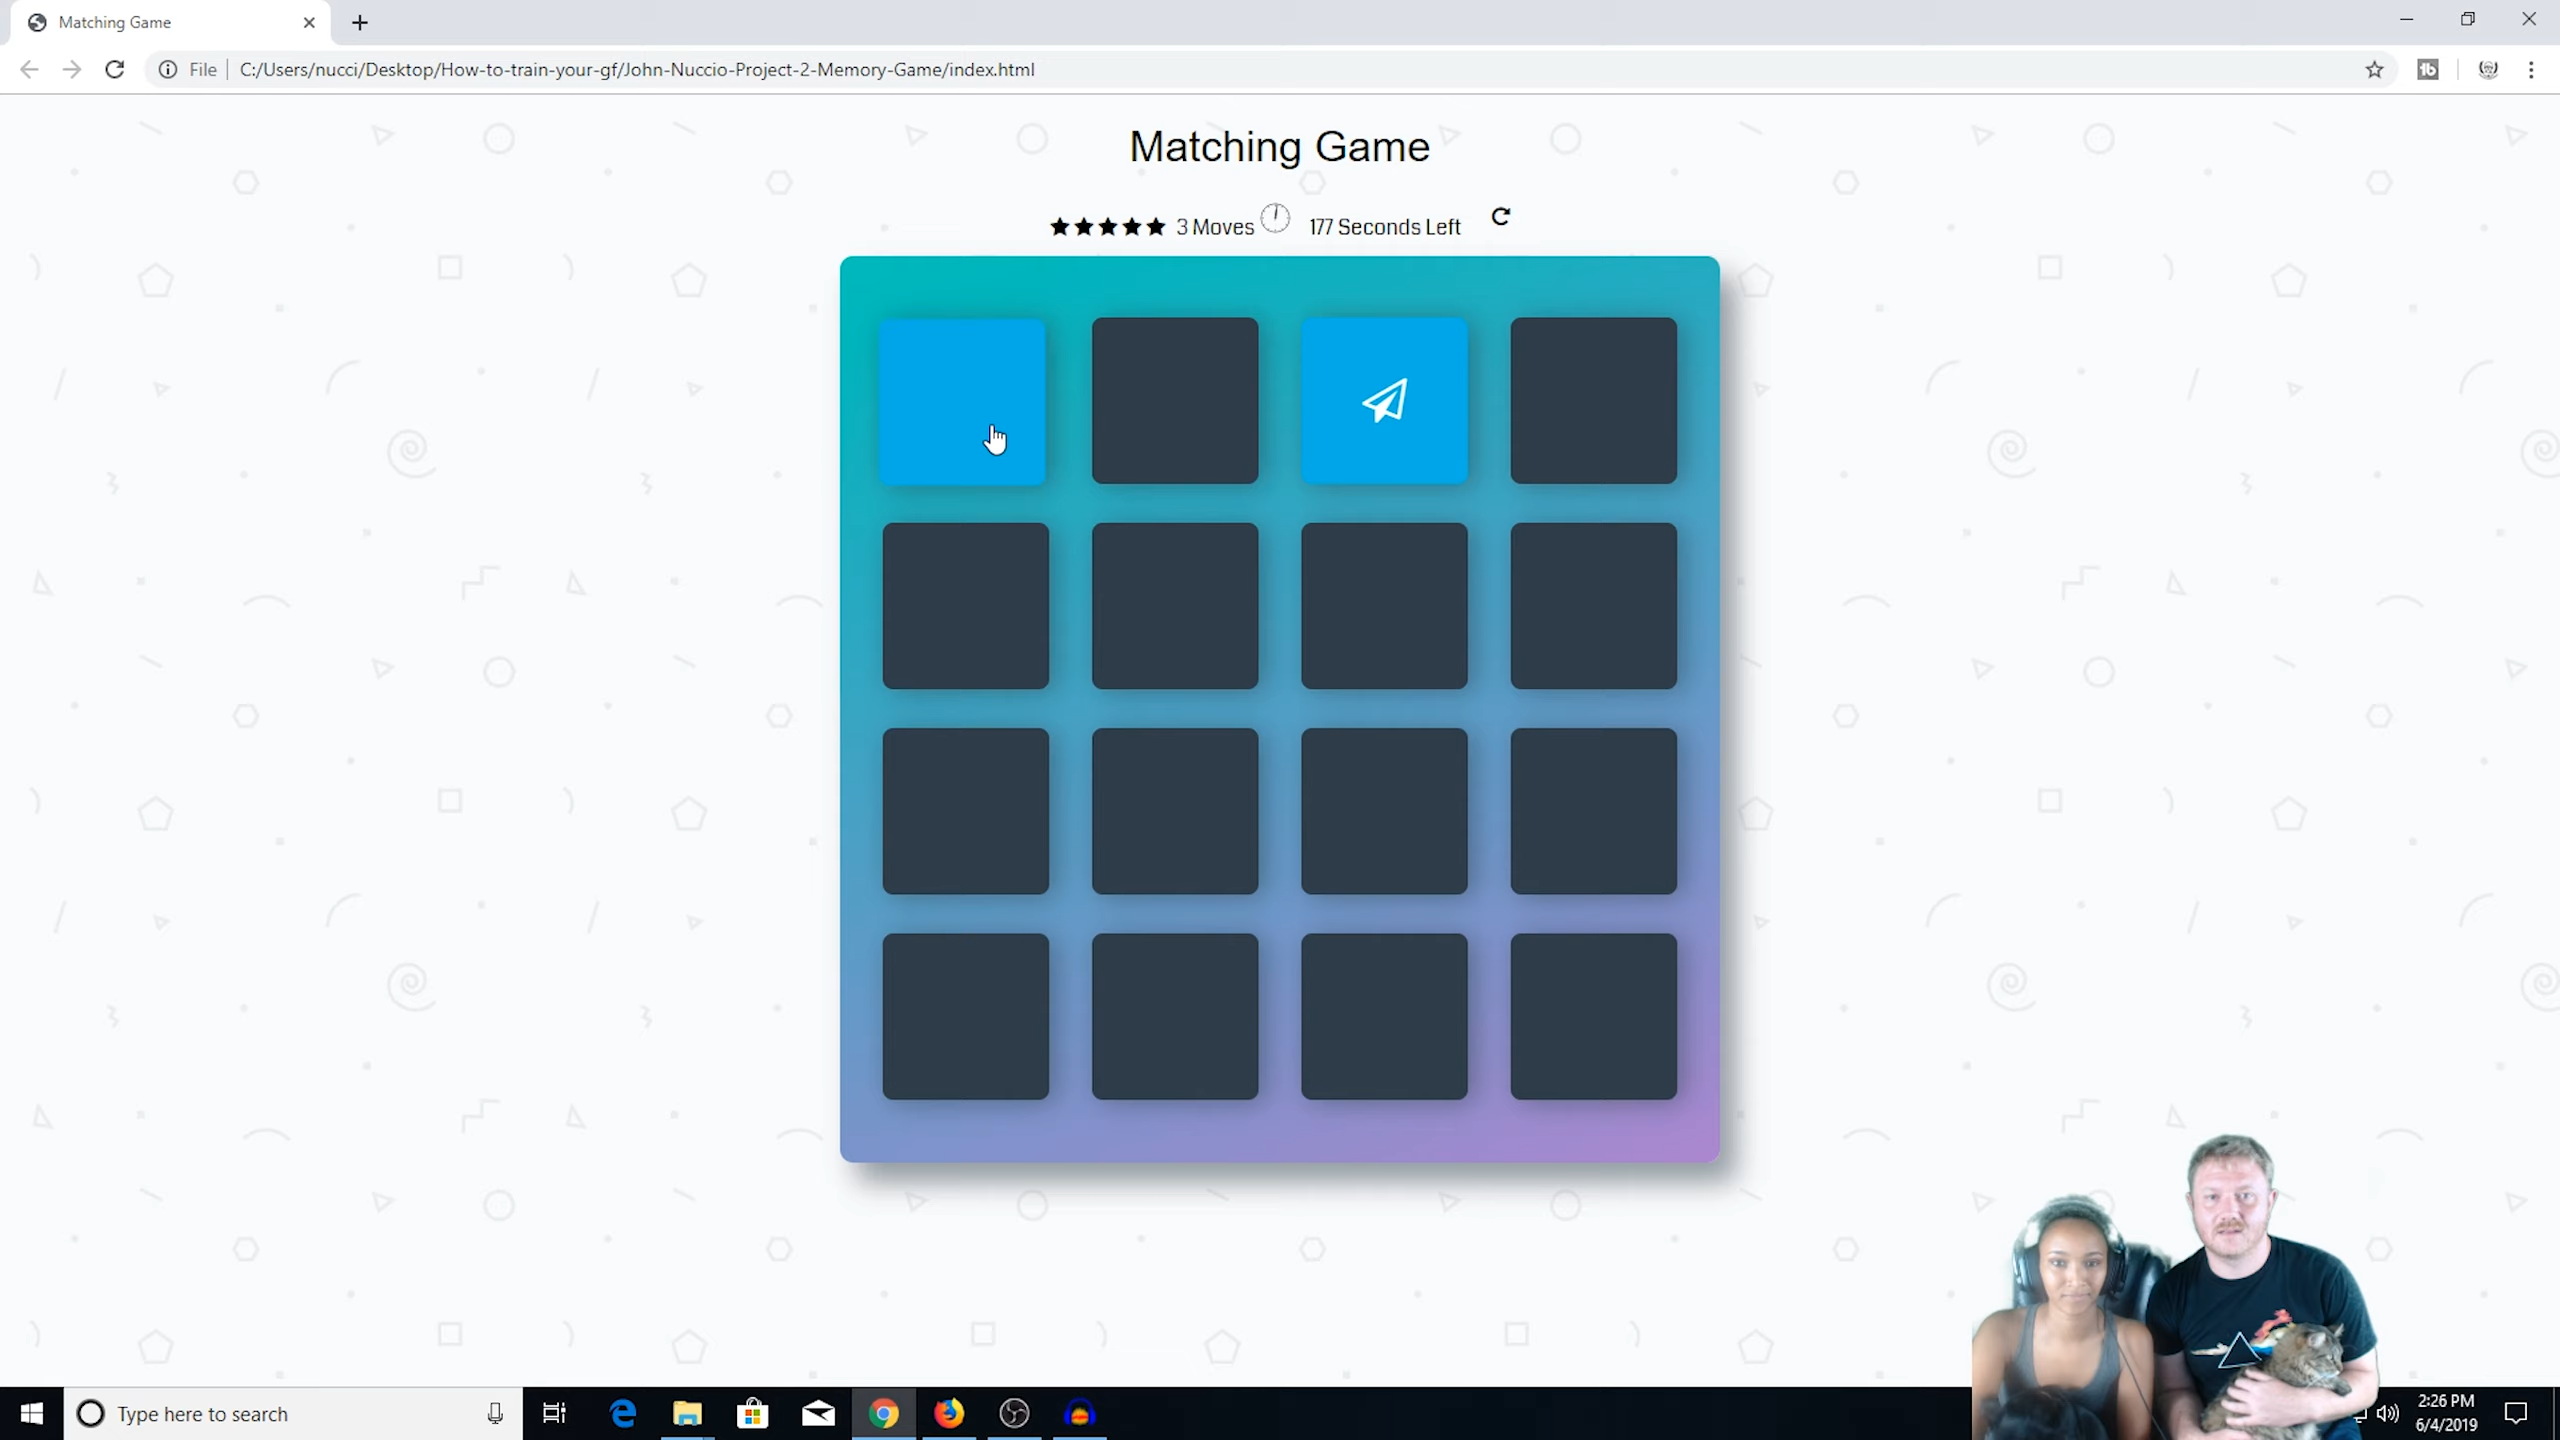 Matching Game
File
C:/Users/nucci/Desktop/How-to-train-your-gf/John-Nuccio-Project-2-Memory-Game/index.html
tb
Matching Game
3 Moves
177 Seconds Left
Type here to search
2:26 PM
6/4/2019